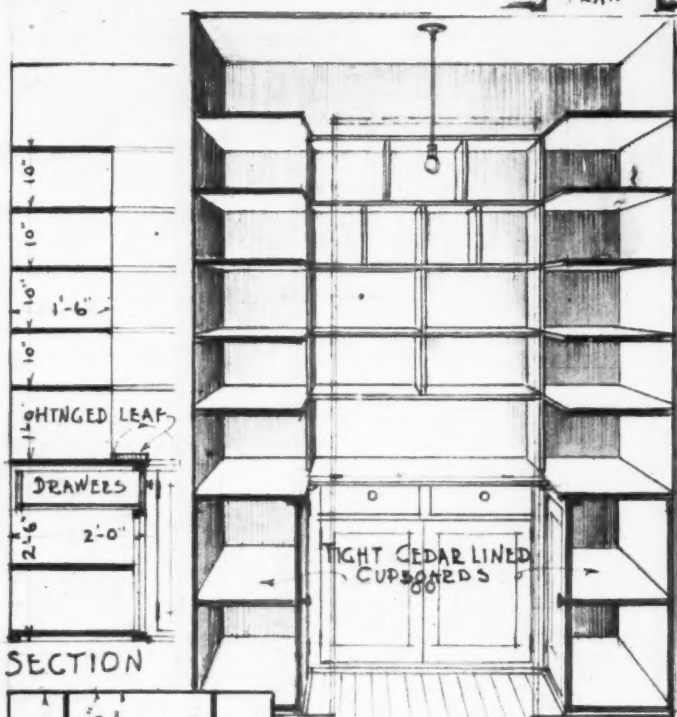 PLAN
10"
10"
10"
1'-6"
10"
1'-0"
HINGED LEAF
DRAWERS
2'-6"
2'-0"
TIGHT CEDAR LINED
CUPBOARDS
SECTION